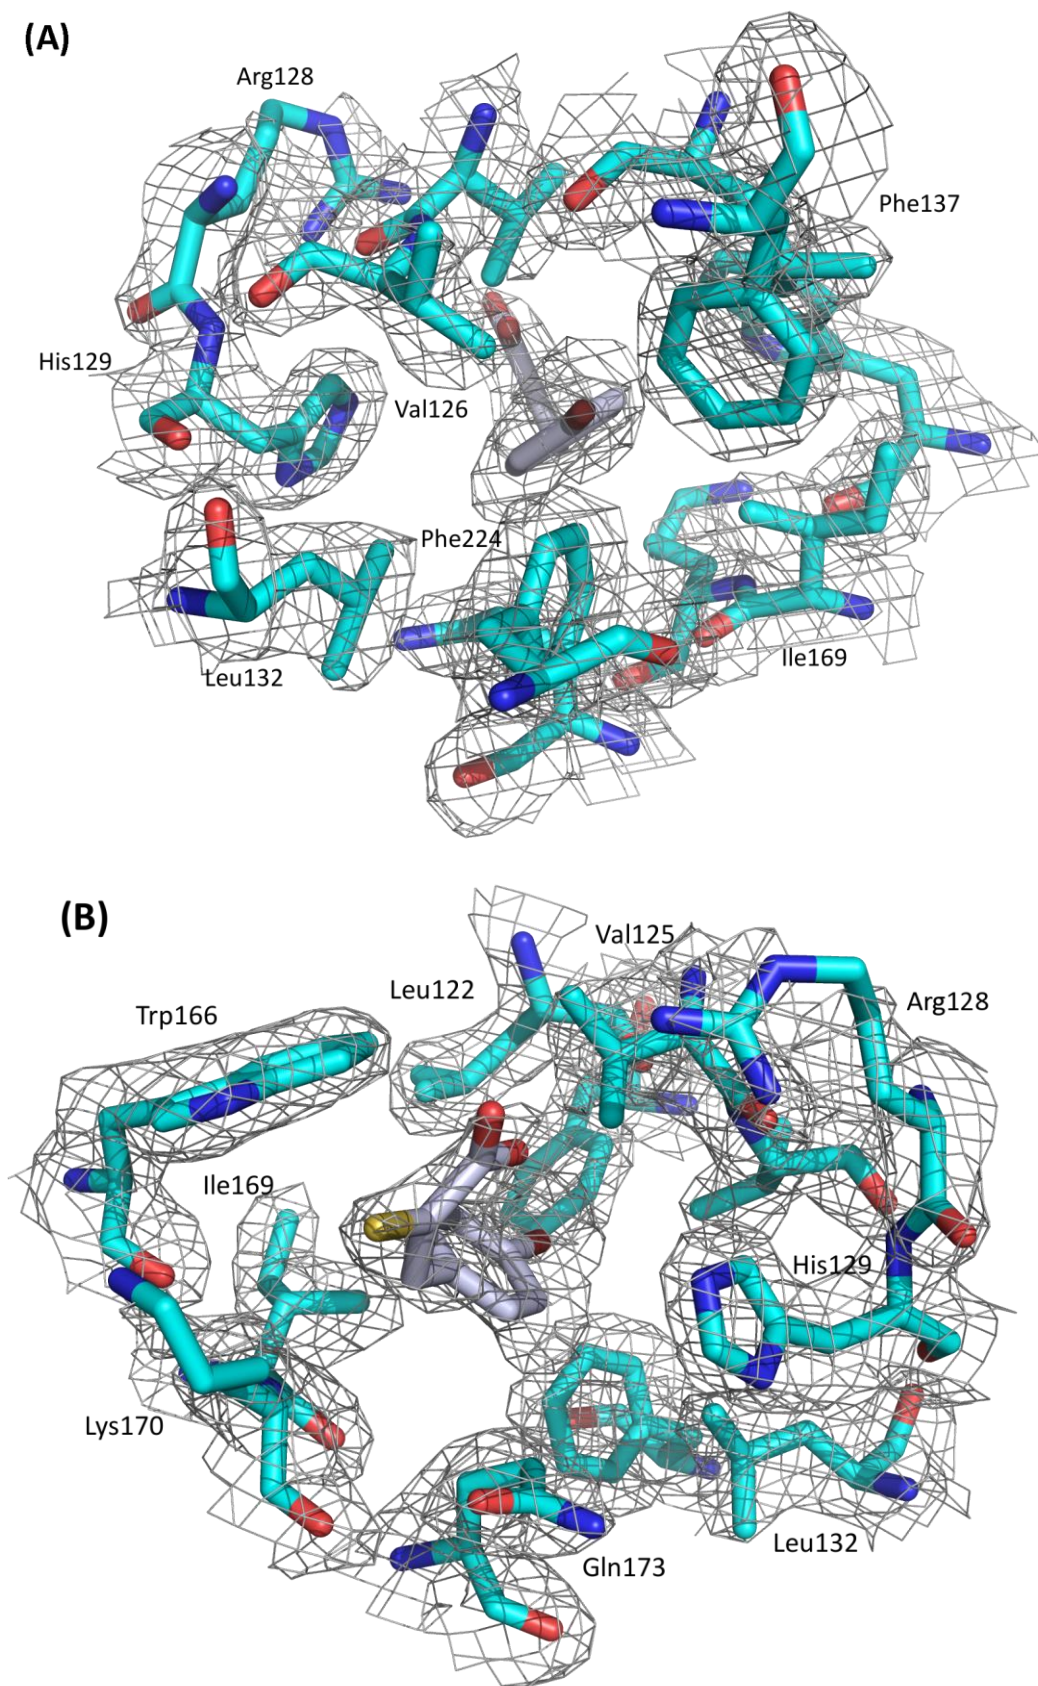 (A)
Arg128
Phe137
His129
Val126
Phe224
Leu132
Ile169
(B)
Val125
Leu122
Trp166
Arg128
Ile169
His129
Lys170
Leu132
Gln173